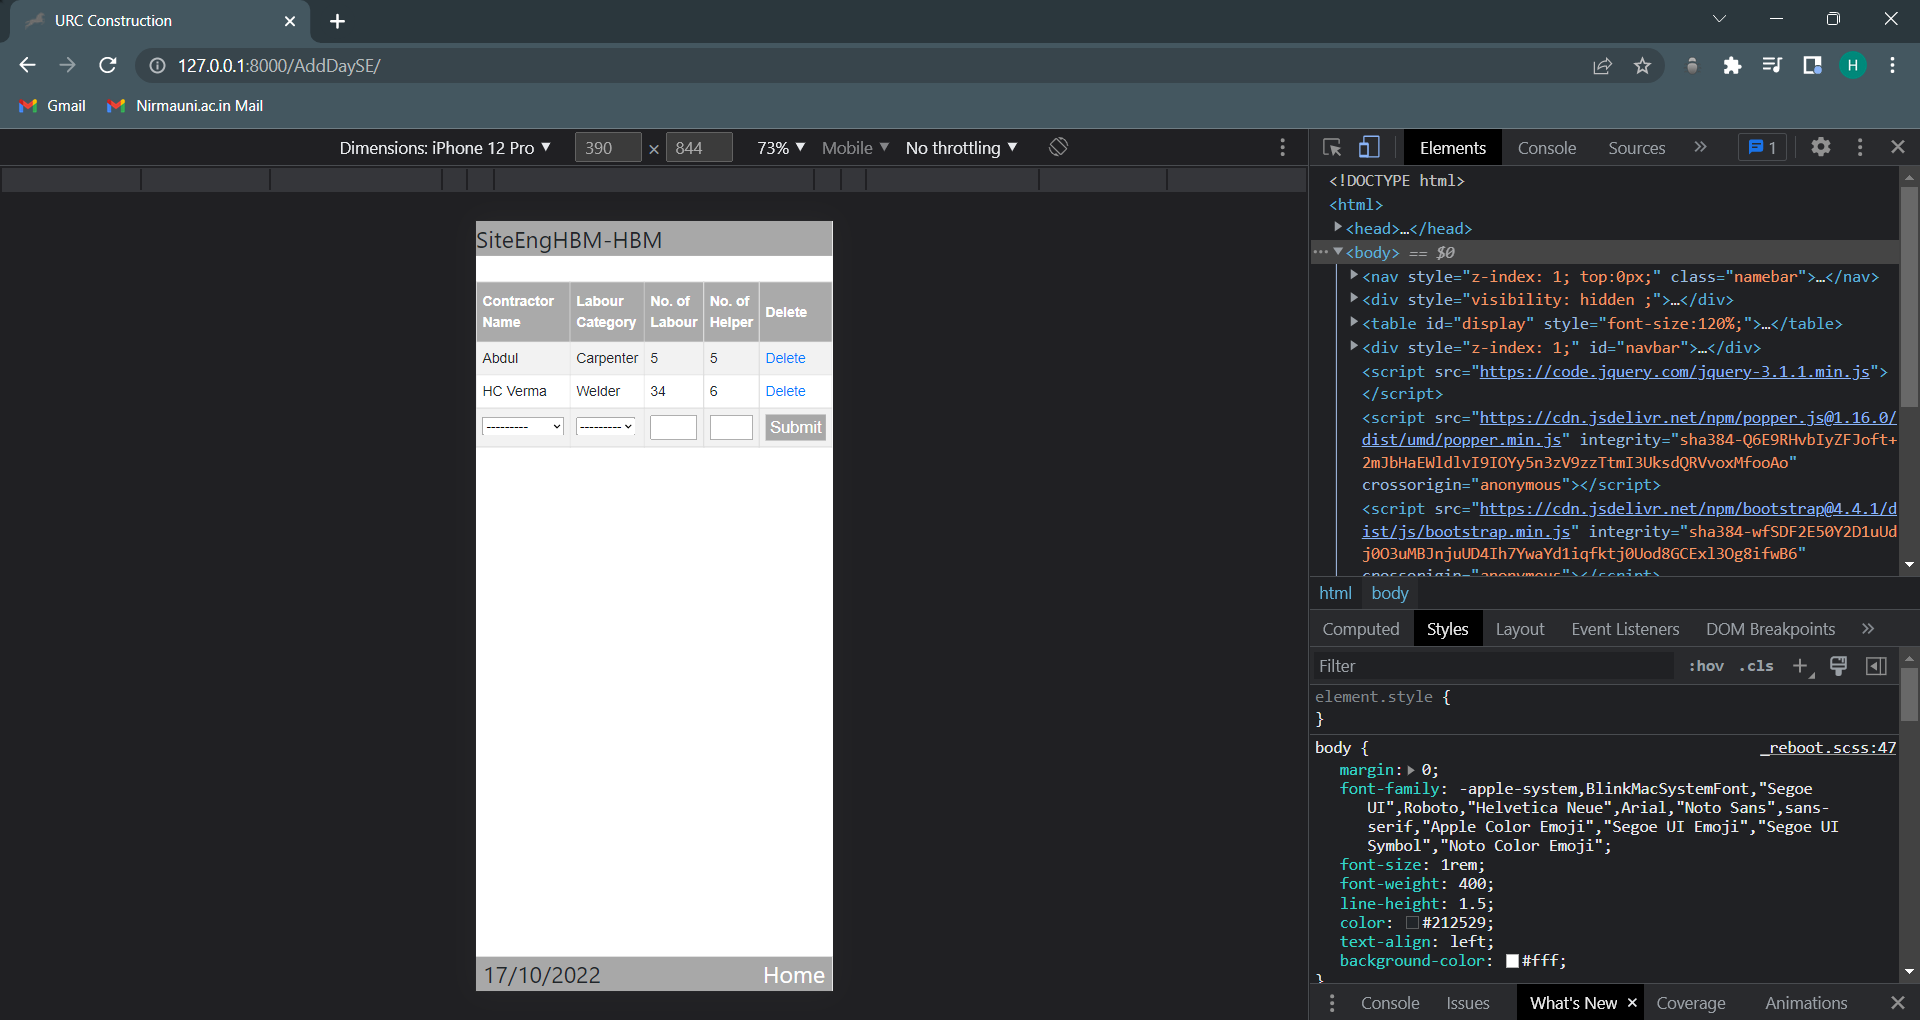 URC Construction
127.0.0.1:8000/AddDaySE/
H
Gmail Nirmauni.ac.in Mail
Dimensions: iPhone 12 Pro ▼ 390 × 844 73% ▼ Mobile ▼ No throttling ▼
SiteEngHBM-HBM
Contractor Name Labour Category No. of Labour No. of Helper Delete
Abdul Carpenter 5 5 Delete
HC Verma Welder 34 6 Delete
--------- --------- Submit
17/10/2022 Home
Elements Console Sources » 1
<!DOCTYPE html>
<html>
▶<head>…</head>
… ▼<body> == $0
▶<nav style="z-index: 1; top:0px;" class="namebar">…</nav>
▶<div style="visibility: hidden ;">…</div>
▶<table id="display" style="font-size:120%;">…</table>
▶<div style="z-index: 1;" id="navbar">…</div>
<script src="https://code.jquery.com/jquery-3.1.1.min.js">
</script>
<script src="https://cdn.jsdelivr.net/npm/popper.js@1.16.0/
dist/umd/popper.min.js" integrity="sha384-Q6E9RHvbIyZFJoft+
2mJbHaEWldlvI9IOYy5n3zV9zzTtmI3UksdQRVvoxMfooAo"
crossorigin="anonymous"></script>
<script src="https://cdn.jsdelivr.net/npm/bootstrap@4.4.1/d
ist/js/bootstrap.min.js" integrity="sha384-wfSDF2E50Y2D1uUd
j0O3uMBJnjuUD4Ih7YwaYd1iqfktj0Uod8GCExl3Og8ifwB6"
crossorigin="anonymous"></script>
html body
Computed Styles Layout Event Listeners DOM Breakpoints »
Filter :hov .cls +
element.style {
}
body { _reboot.scss:47
margin:▶ 0;
font-family: -apple-system,BlinkMacSystemFont,"Segoe
UI",Roboto,"Helvetica Neue",Arial,"Noto Sans",sans-
serif,"Apple Color Emoji","Segoe UI Emoji","Segoe UI
Symbol","Noto Color Emoji";
font-size: 1rem;
font-weight: 400;
line-height: 1.5;
color: #212529;
text-align: left;
background-color: #fff;
}
Console Issues What's New × Coverage Animations